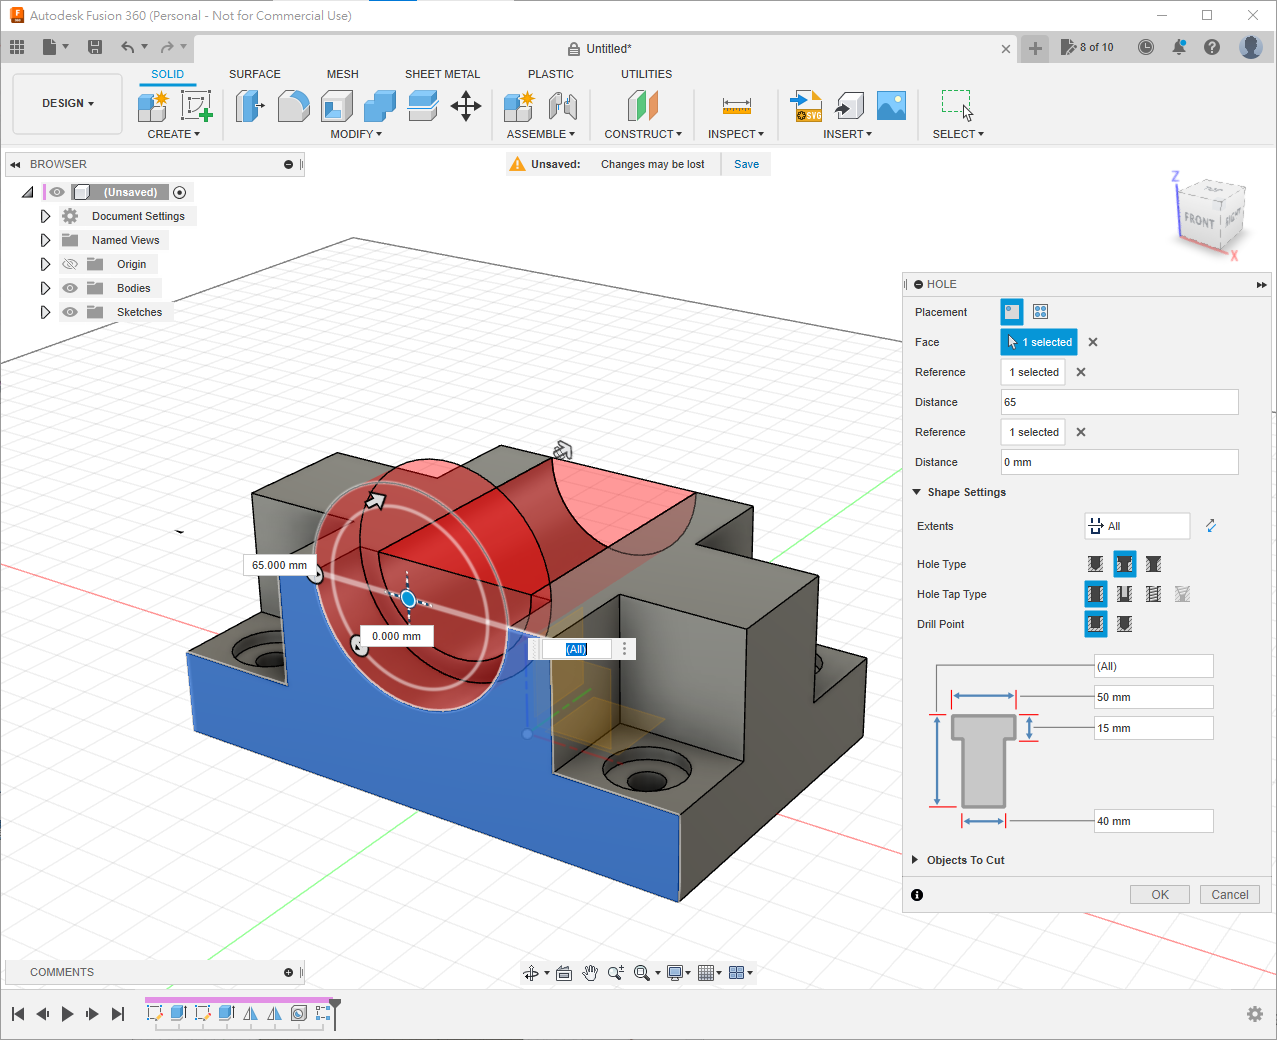 Autodesk Fusion 360 (Personal - Not for Commercial Use)
Untitled*
8 of 10
DESIGN
SOLID
SURFACE
MESH
SHEET METAL
PLASTIC
UTILITIES
CREATE
MODIFY
ASSEMBLE
CONSTRUCT
INSPECT
INSERT
SELECT
SVG
BROWSER
Unsaved: Changes may be lost Save
(Unsaved)
Document Settings
Named Views
Origin
Bodies
Sketches
Z
TOP
FRONT
RIGHT
X
65.000 mm
0.000 mm
(All)
HOLE
Placement
Face 1 selected
Reference 1 selected
Distance 65
Reference 1 selected
Distance 0 mm
Shape Settings
Extents All
Hole Type
Hole Tap Type
Drill Point
(All)
50 mm
15 mm
40 mm
Objects To Cut
OK Cancel
COMMENTS